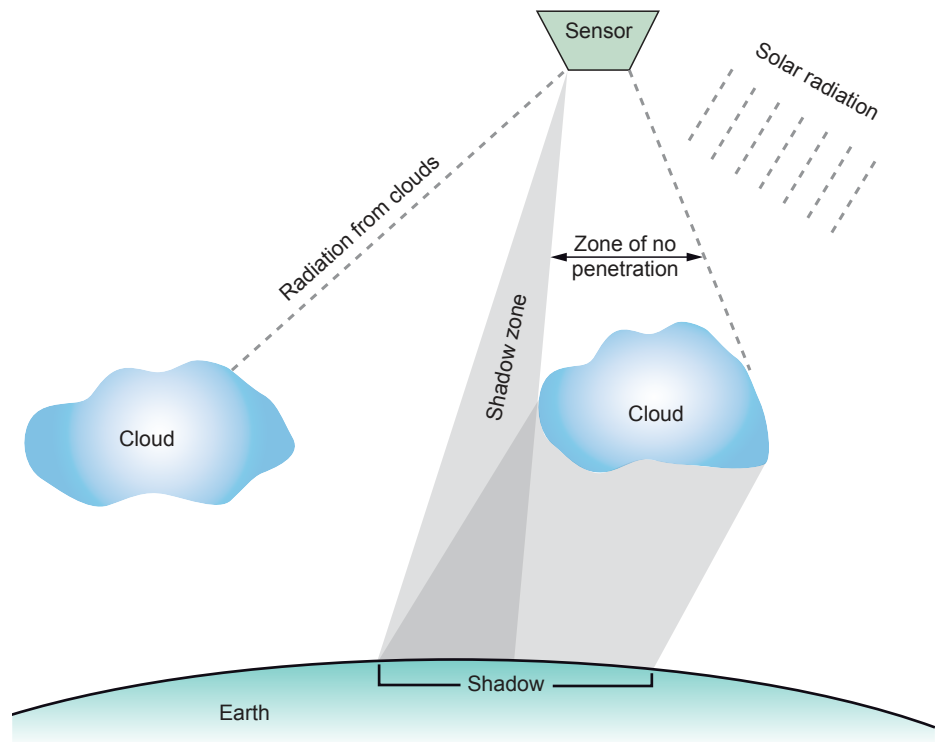 Sensor
Solar radiation
Radiation from clouds
Zone of no
penetration
Shadow zone
Cloud
Cloud
Shadow
Earth